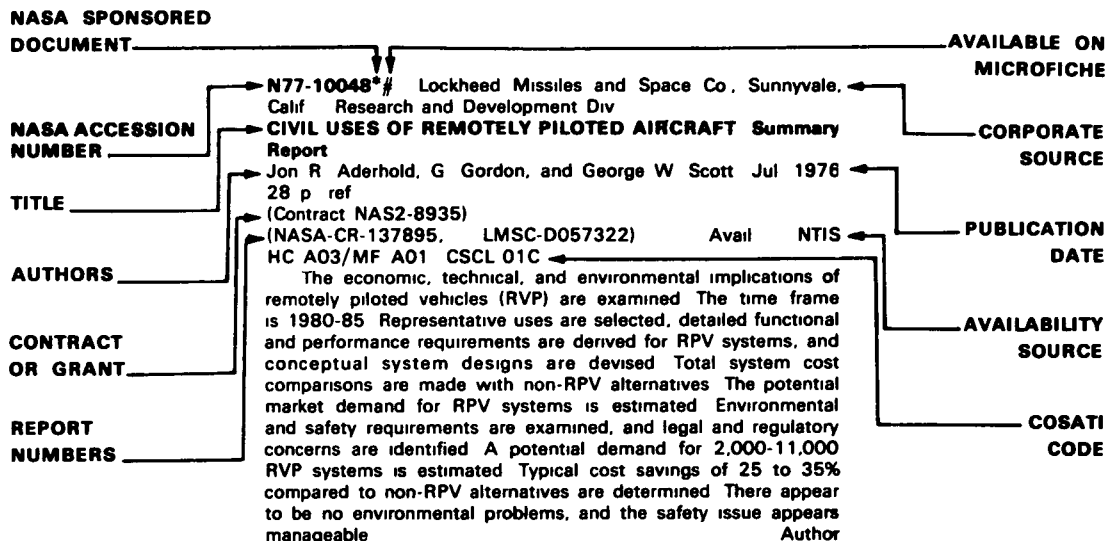 NASA SPONSORED
DOCUMENT
AVAILABLE ON
MICROFICHE
N77-10048*# Lockheed Missiles and Space Co, Sunnyvale,
Calif Research and Development Div
NASA ACCESSION
NUMBER
CIVIL USES OF REMOTELY PILOTED AIRCRAFT Summary
Report
CORPORATE
SOURCE
Jon R Aderhold, G Gordon, and George W Scott Jul 1976
28 p ref
TITLE
(Contract NAS2-8935)
(NASA-CR-137895, LMSC-D057322) Avail NTIS
HC A03/MF A01 CSCL 01C
PUBLICATION
DATE
AUTHORS
The economic, technical, and environmental implications of
remotely piloted vehicles (RVP) are examined The time frame
is 1980-85 Representative uses are selected, detailed functional
and performance requirements are derived for RPV systems, and
conceptual system designs are devised Total system cost
comparisons are made with non-RPV alternatives The potential
market demand for RPV systems is estimated Environmental
and safety requirements are examined, and legal and regulatory
concerns are identified A potential demand for 2,000-11,000
RVP systems is estimated Typical cost savings of 25 to 35%
compared to non-RPV alternatives are determined There appear
to be no environmental problems, and the safety issue appears
manageable Author
AVAILABILITY
SOURCE
CONTRACT
OR GRANT
COSATI
CODE
REPORT
NUMBERS